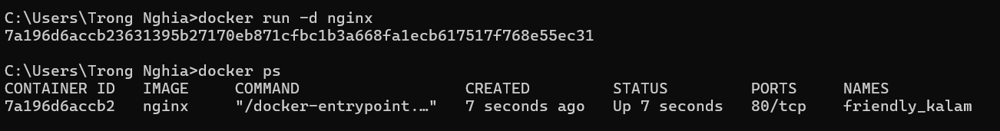 C:\Users\Trong Nghia>docker run -d nginx
7a196d6accb23631395b27170eb871cfbc1b3a668fa1ecb617517f768e55ec31
C:\Users\Trong Nghia>docker ps
CONTAINER ID   IMAGE     COMMAND                  CREATED         STATUS         PORTS     NAMES
7a196d6accb2   nginx     "/docker-entrypoint.…"   7 seconds ago   Up 7 seconds   80/tcp    friendly_kalam